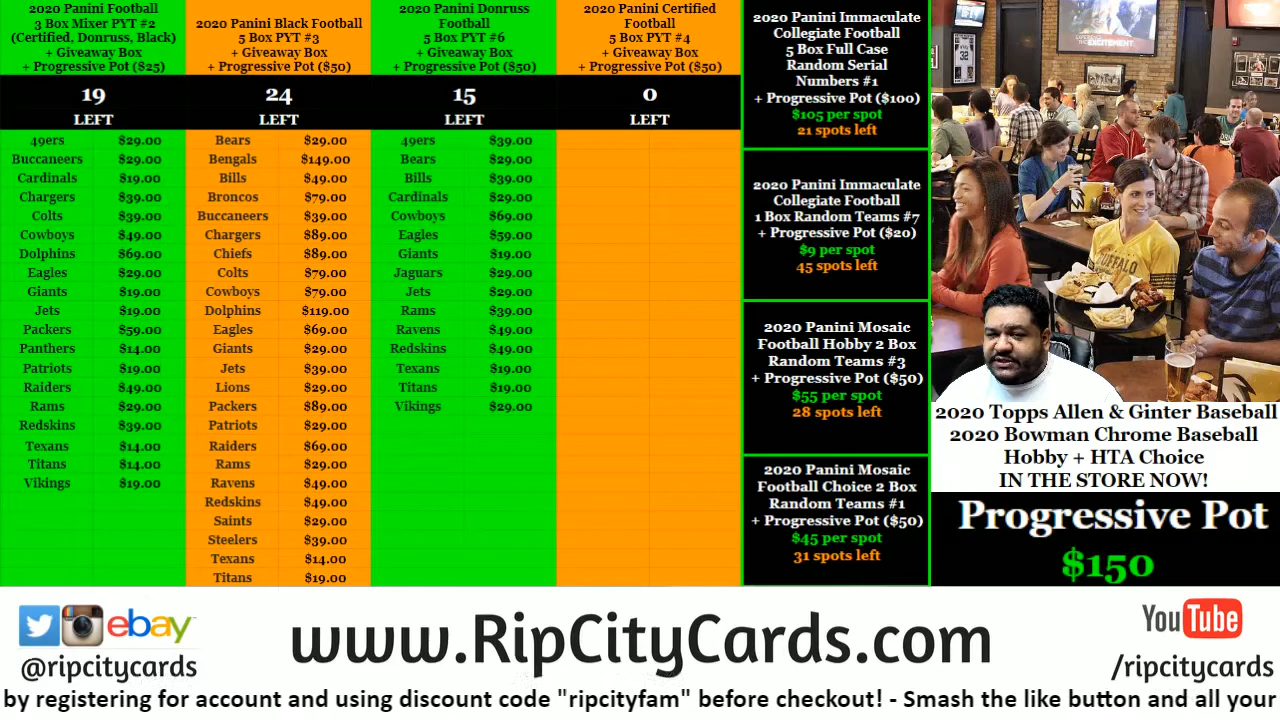 2020 Panini Football
3 Box Mixer PYT #2
(Certified, Donruss, Black)
+ Giveaway Box
+ Progressive Pot ($25)
19
LEFT
49ers $29.00
Buccaneers $29.00
Cardinals $19.00
Chargers $39.00
Colts $39.00
Cowboys $49.00
Dolphins $69.00
Eagles $29.00
Giants $19.00
Jets $19.00
Packers $59.00
Panthers $14.00
Patriots $19.00
Raiders $49.00
Rams $29.00
Redskins $39.00
Texans $14.00
Titans $14.00
Vikings $19.00
2020 Panini Black Football
5 Box PYT #3
+ Giveaway Box
+ Progressive Pot ($50)
24
LEFT
Bears $29.00
Bengals $149.00
Bills $49.00
Broncos $79.00
Buccaneers $39.00
Chargers $89.00
Chiefs $89.00
Colts $79.00
Cowboys $79.00
Dolphins $119.00
Eagles $69.00
Giants $29.00
Jets $39.00
Lions $29.00
Packers $89.00
Patriots $29.00
Raiders $69.00
Rams $29.00
Ravens $49.00
Redskins $49.00
Saints $29.00
Steelers $39.00
Texans $14.00
Titans $19.00
2020 Panini Donruss
Football
5 Box PYT #6
+ Giveaway Box
+ Progressive Pot ($50)
15
LEFT
49ers $39.00
Bears $29.00
Bills $39.00
Cardinals $29.00
Cowboys $69.00
Eagles $59.00
Giants $19.00
Jaguars $29.00
Jets $29.00
Rams $39.00
Ravens $49.00
Redskins $49.00
Texans $19.00
Titans $19.00
Vikings $29.00
2020 Panini Certified
Football
5 Box PYT #4
+ Giveaway Box
+ Progressive Pot ($50)
0
LEFT
2020 Panini Immaculate
Collegiate Football
5 Box Full Case
Random Serial
Numbers #1
+ Progressive Pot ($100)
$105 per spot
21 spots left
2020 Panini Immaculate
Collegiate Football
1 Box Random Teams #7
+ Progressive Pot ($20)
$9 per spot
45 spots left
2020 Panini Mosaic
Football Hobby 2 Box
Random Teams #3
+ Progressive Pot ($50)
$55 per spot
28 spots left
2020 Panini Mosaic
Football Choice 2 Box
Random Teams #1
+ Progressive Pot ($50)
$45 per spot
31 spots left
EXCITEMENT
32
BUFFALO
2020 Topps Allen & Ginter Baseball
2020 Bowman Chrome Baseball
Hobby + HTA Choice
IN THE STORE NOW!
Progressive Pot
$150
ebay
@ripcitycards
www.RipCityCards.com
YouTube
/ripcitycards
by registering for account and using discount code "ripcityfam" before checkout! - Smash the like button and all your